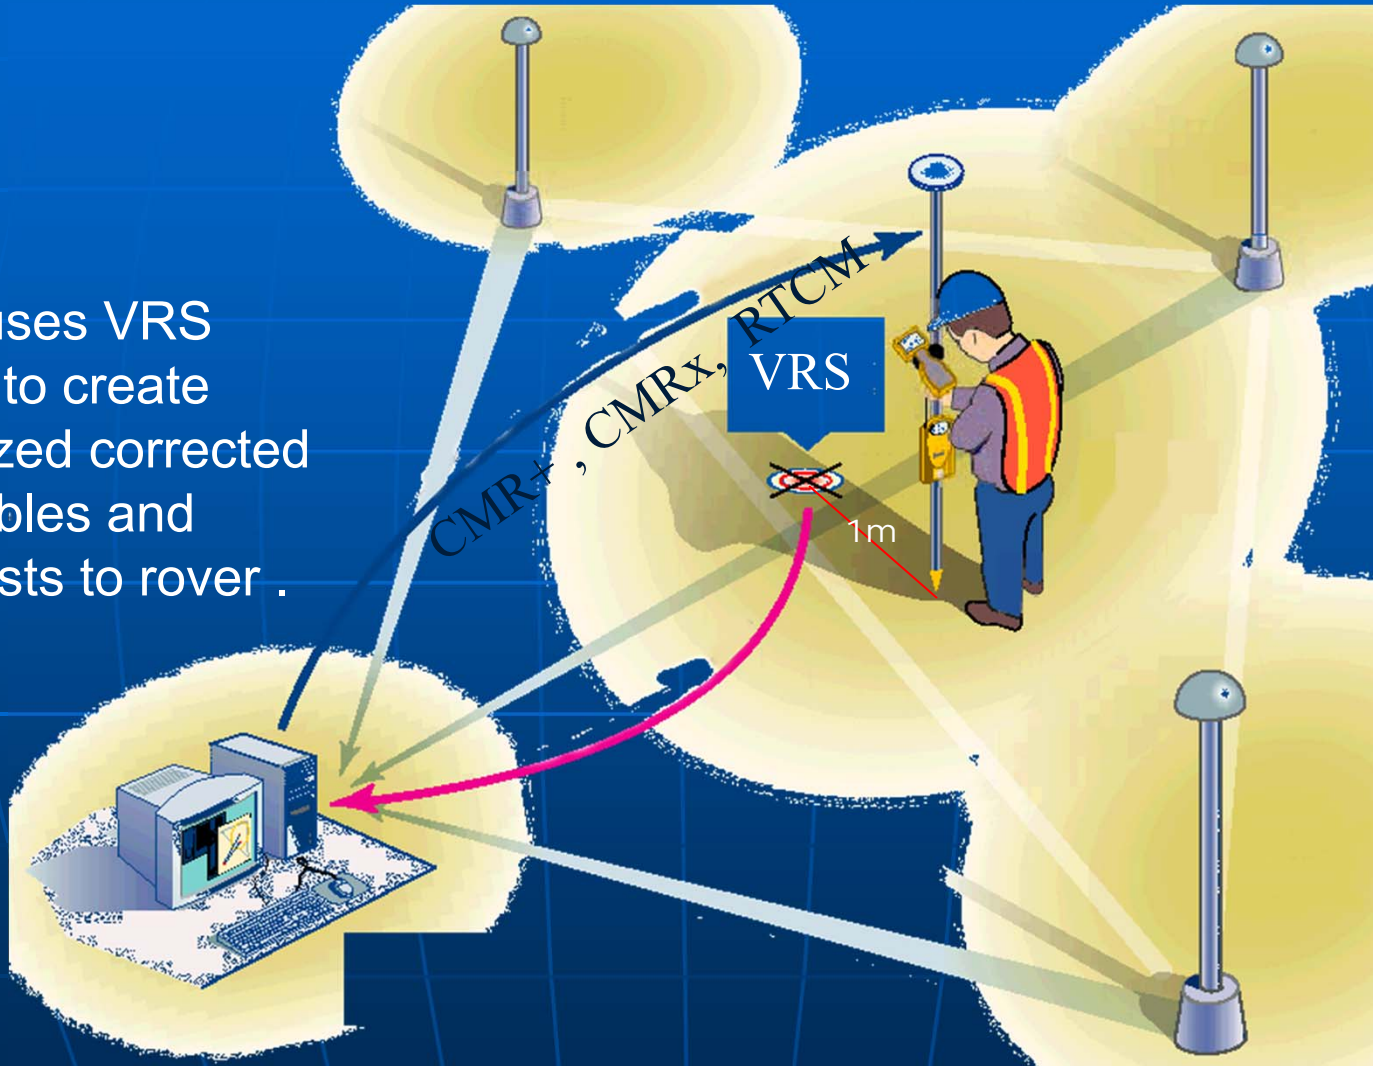 uses VRS
to create
zed corrected
bles and
sts to rover .
CMR+ , CMRx, RTCM
VRS
1m